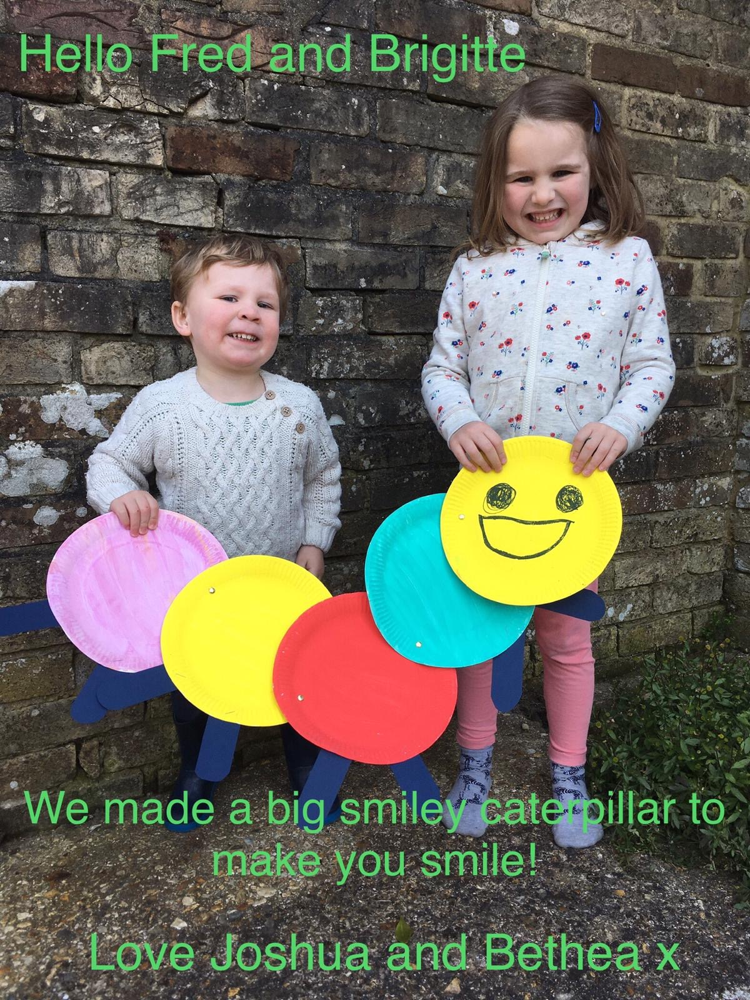 Hello Fred and Brigitte
We made a big smiley caterpillar to
make you smile!
Love Joshua and Bethea x